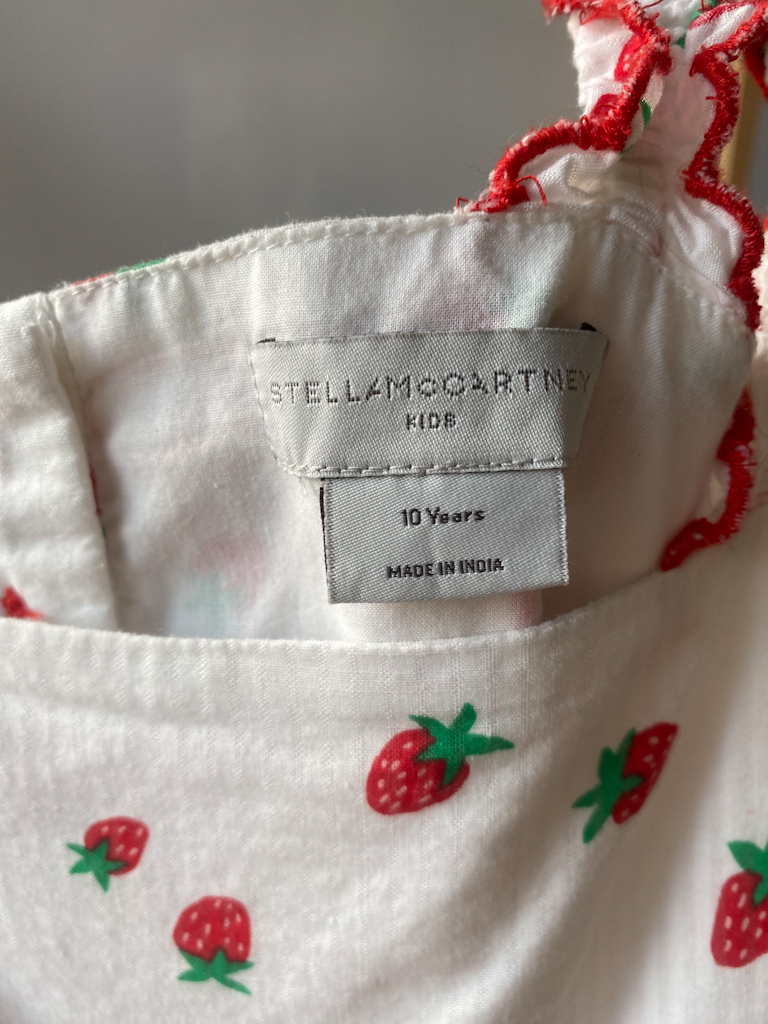 STELLA McCARTNEY
KIDS
10 Years
MADE IN INDIA